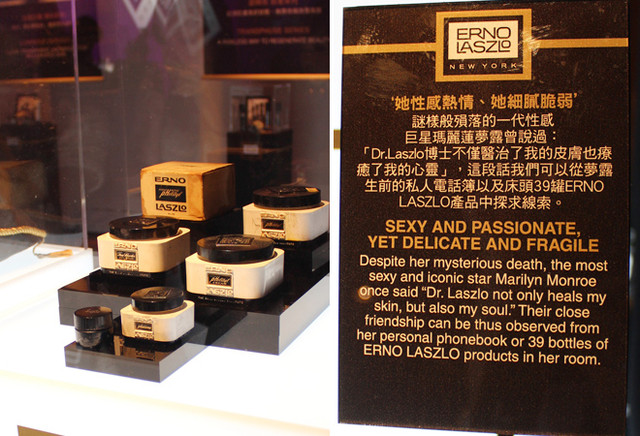 ERNO
LASZLO
ERNO
LASZLO
NEW YORK
‘她性感熱情、她細膩脆弱’
謎樣般殞落的一代性感
巨星瑪麗蓮夢露曾說過：
「Dr.Laszlo博士不僅醫治了我的皮膚也療
癒了我的心靈」，這段話我們可以從夢露
生前的私人電話簿以及床頭39罐ERNO
LASZLO產品中探求線索。
SEXY AND PASSIONATE,
YET DELICATE AND FRAGILE
Despite her mysterious death, the most
sexy and iconic star Marilyn Monroe
once said “Dr. Laszlo not only heals my
skin, but also my soul.” Their close
friendship can be thus observed from
her personal phonebook or 39 bottles of
ERNO LASZLO products in her room.